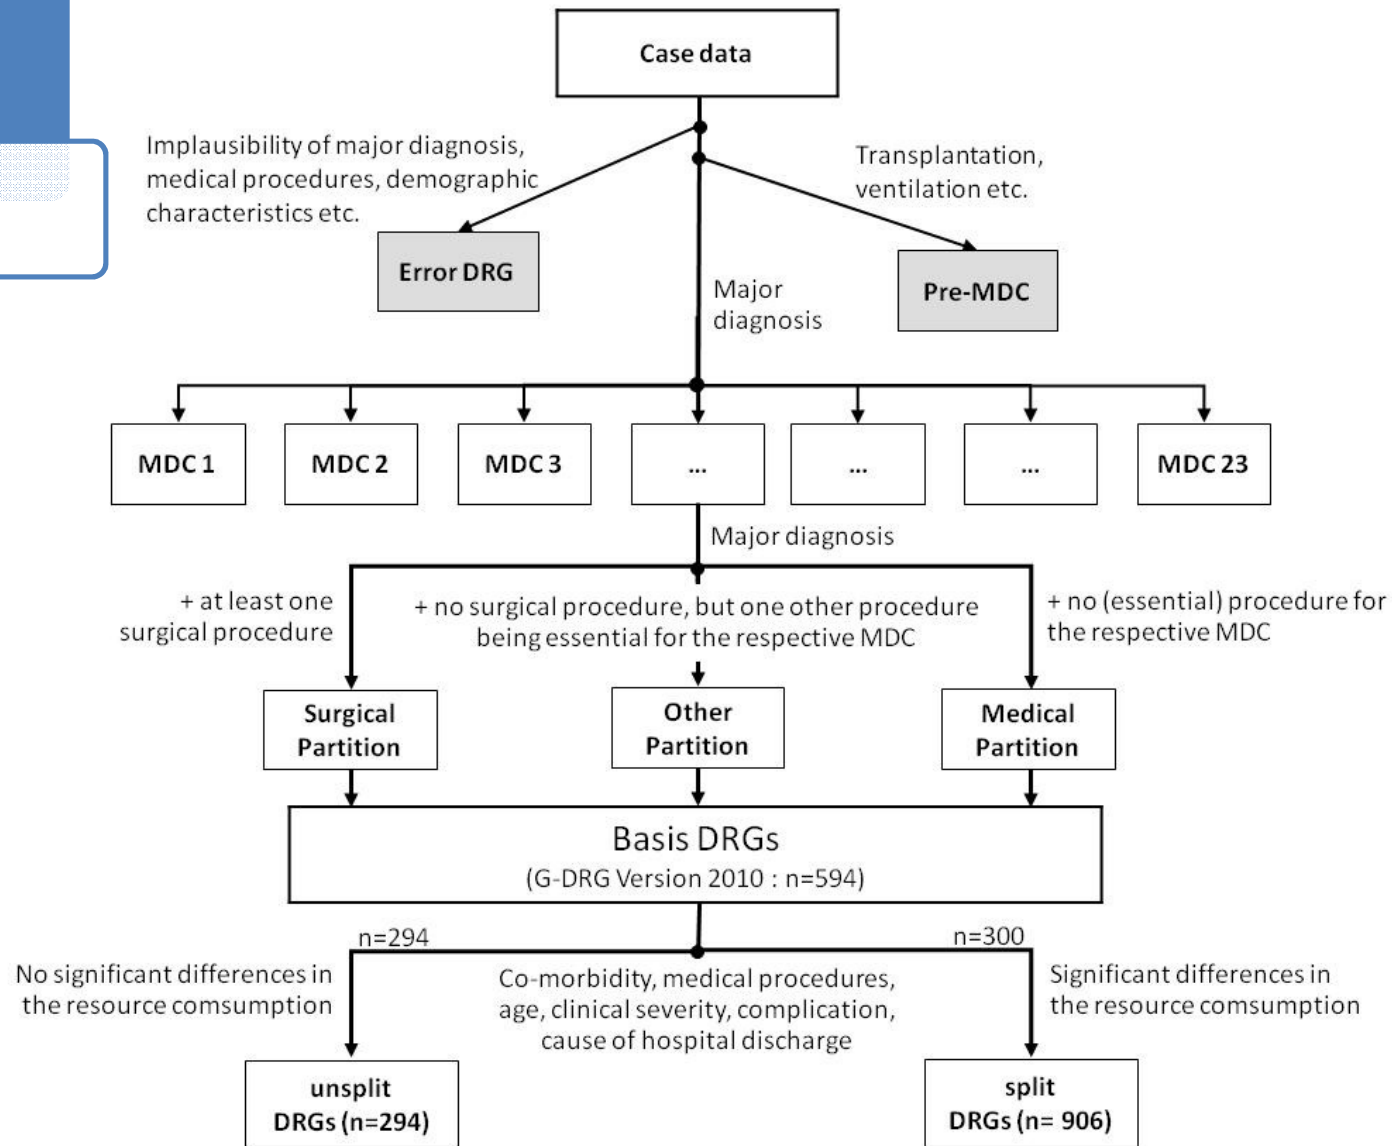 Case data
Implausibility of major diagnosis,
medical procedures, demographic
characteristics etc.
Transplantation,
ventilation etc.
Error DRG
Pre-MDC
Major
diagnosis
MDC 1
MDC 2
MDC 3
...
...
...
MDC 23
Major diagnosis
+ at least one
surgical procedure
+ no surgical procedure, but one other procedure
being essential for the respective MDC
+ no (essential) procedure for
the respective MDC
Surgical
Partition
Other
Partition
Medical
Partition
Basis DRGs
(G-DRG Version 2010 : n=594)
n=294
n=300
No significant differences in
the resource comsumption
Co-morbidity, medical procedures,
age, clinical severity, complication,
cause of hospital discharge
Significant differences in
the resource comsumption
unsplit
DRGs (n=294)
split
DRGs (n= 906)